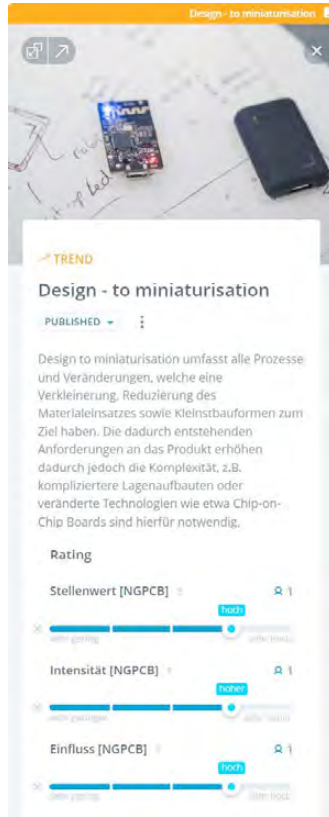 Design - to miniaturisation
TREND
Design - to miniaturisation
PUBLISHED
Design to miniaturisation umfasst alle Prozesse
und Veränderungen, welche eine
Verkleinerung, Reduzierung des
Materialeinsatzes sowie Kleinstbauformen zum
Ziel haben. Die dadurch entstehenden
Anforderungen an das Produkt erhöhen
dadurch jedoch die Komplexität, z.B.
kompliziertere Lagenaufbauten oder
veränderte Technologien wie etwa Chip-on-
Chip Boards sind hierfür notwendig,
Rating
Stellenwert [NGPCB] 1
hoch
sehr gering sehr hoch
Intensität [NGPCB] 1
hoher
Einfluss [NGPCB] 1
hoch
sehr gering sehr hoch